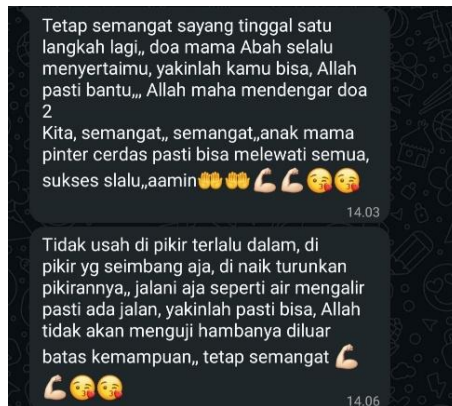 Tetap semangat sayang tinggal satu
langkah lagi,, doa mama Abah selalu
menyertaimu, yakinlah kamu bisa, Allah
pasti bantu,,, Allah maha mendengar doa
2
Kita, semangat,, semangat,,anak mama
pinter cerdas pasti bisa melewati semua,
sukses slalu,,aamin🤲🤲💪💪😘😘
14.03
Tidak usah di pikir terlalu dalam, di
pikir yg seimbang aja, di naik turunkan
pikirannya,, jalani aja seperti air mengalir
pasti ada jalan, yakinlah pasti bisa, Allah
tidak akan menguji hambanya diluar
batas kemampuan,, tetap semangat 💪
💪😘😘
14.06